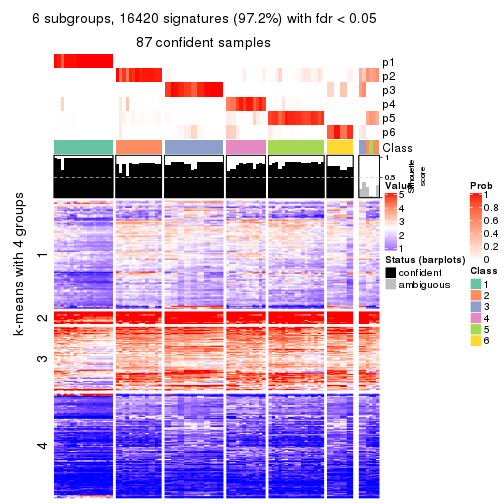 6 subgroups, 16420 signatures (97.2%) with fdr < 0.05
87 confident samples
p1
p2
p3
p4
p5
p6
Class
1
0.5
0
Silhouette
score
k-means with 4 groups
1
2
3
4
Value
5
4
3
2
1
Status (barplots)
confident
ambiguous
Prob
1
0.8
0.6
0.4
0.2
0
Class
1
2
3
4
5
6